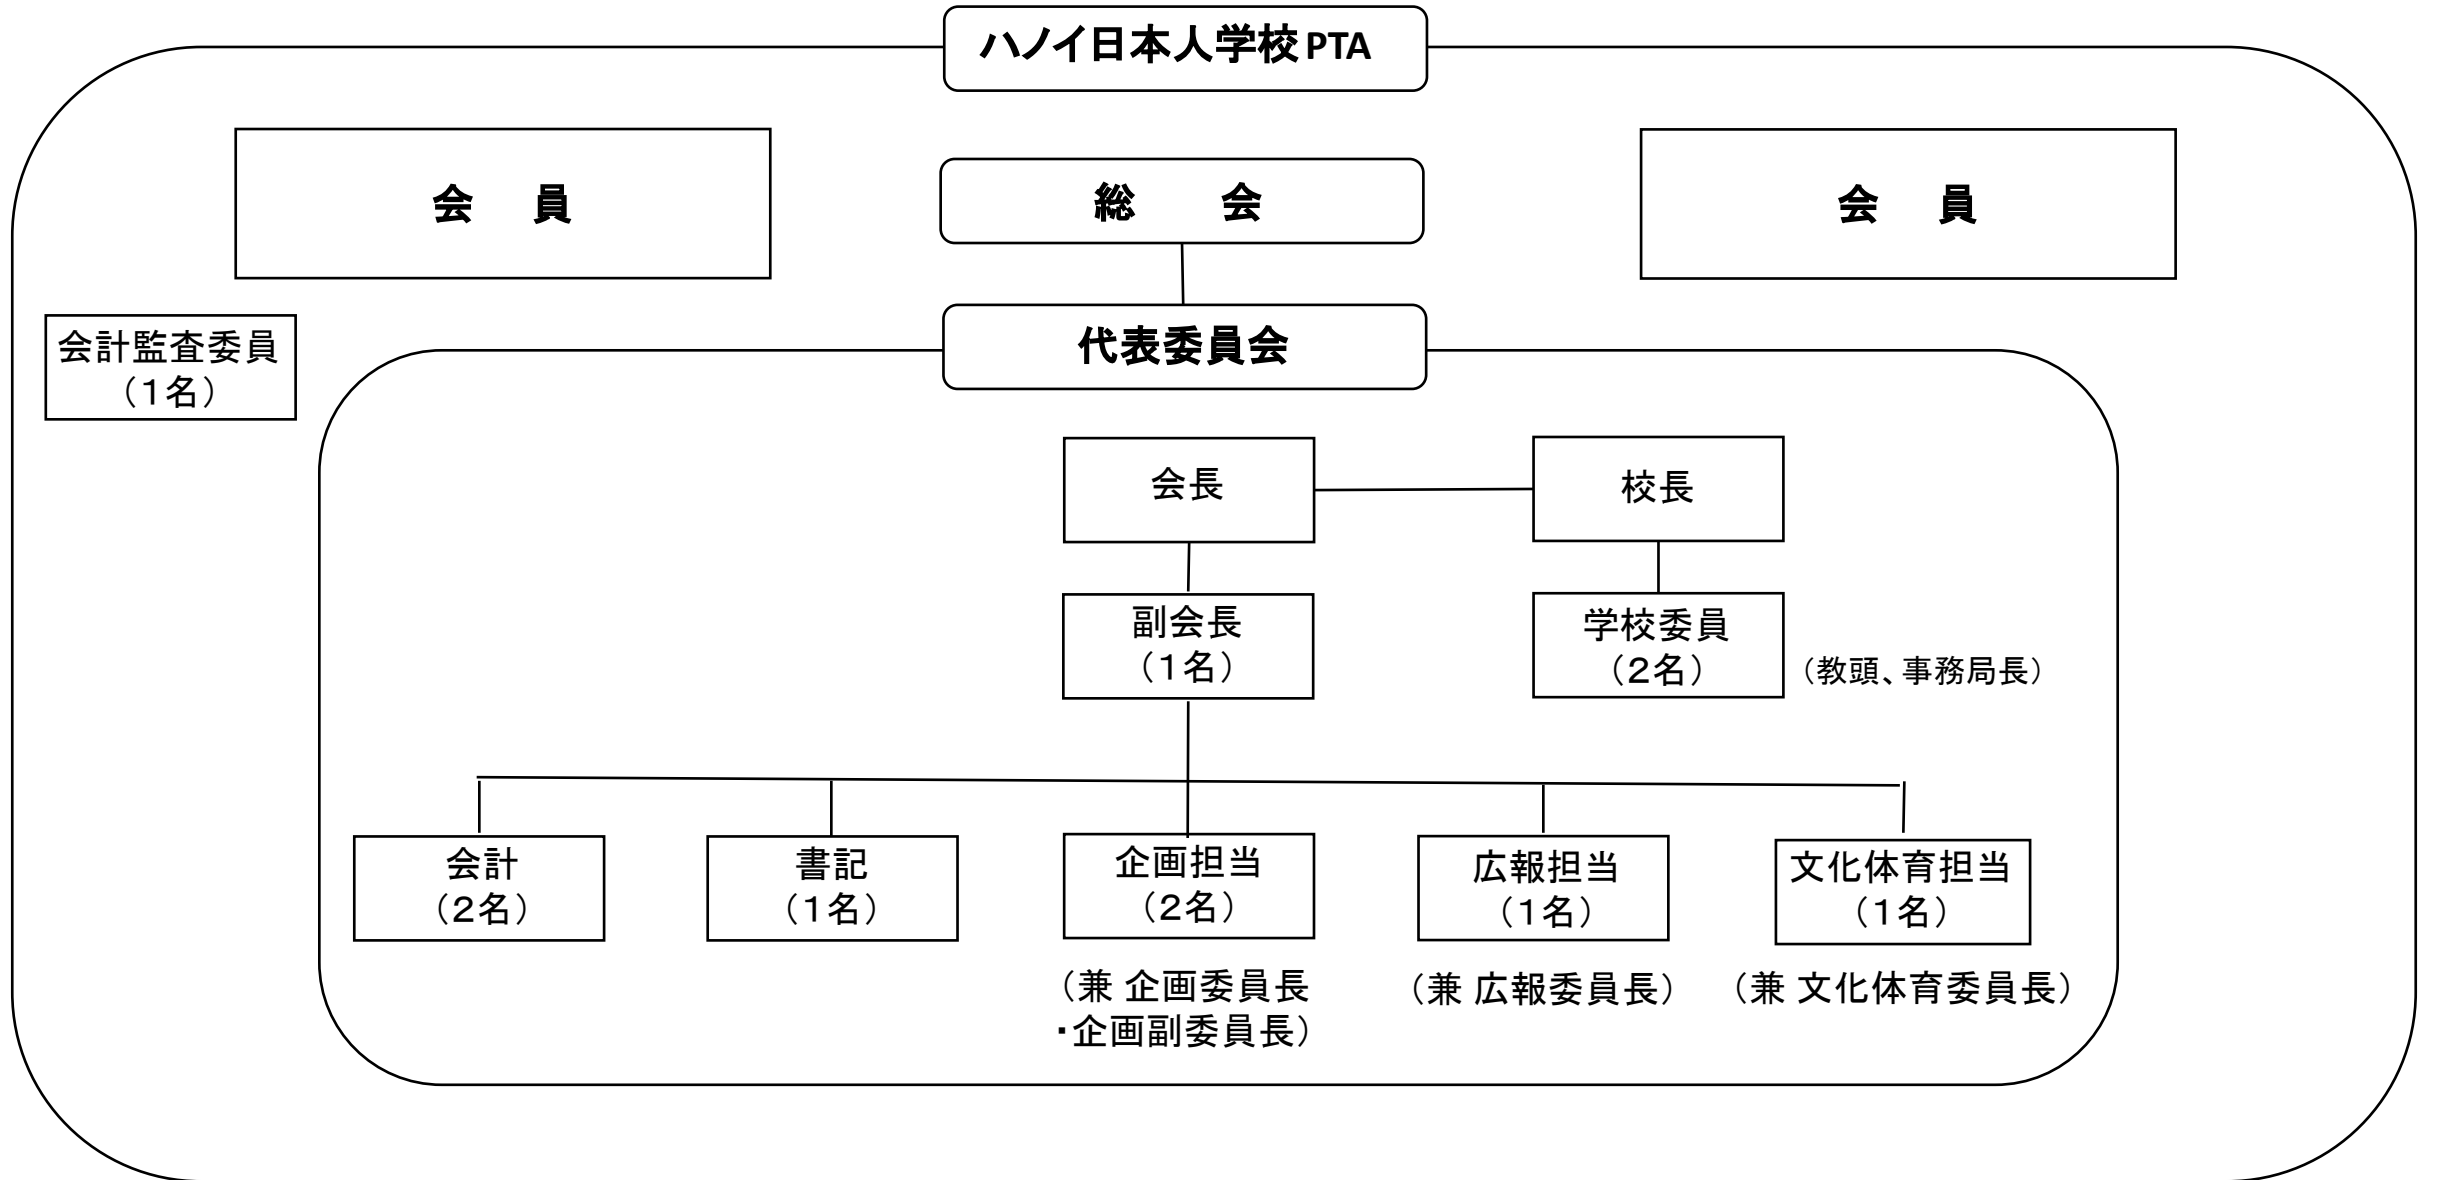 ハノイ日本人学校PTA
会　員
総　会
会　員
会計監査委員
（1名）
代表委員会
会長
校長
副会長
（1名）
学校委員
（2名）
（教頭、事務局長）
会計
（2名）
書記
（1名）
企画担当
（2名）
広報担当
（1名）
文化体育担当
（1名）
（兼 企画委員長
・企画副委員長）
（兼 広報委員長）
（兼 文化体育委員長）